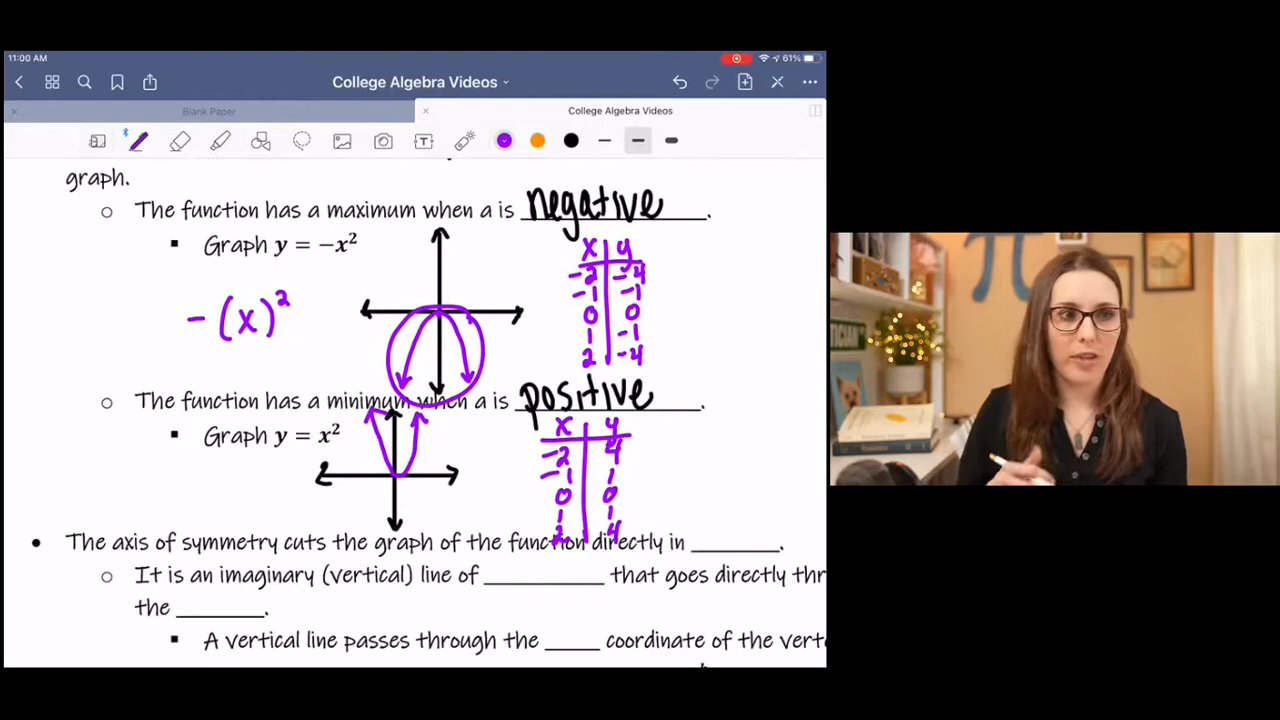 11:00 AM
61%
College Algebra Videos
Blank Paper
College Algebra Videos
graph.
The function has a maximum when a is negative.
Graph y = -x²
x y
-2 -4
-1 -1
0 0
1 -1
2 -4
-(x)²
The function has a minimum when a is positive.
Graph y = x²
x y
-2 4
-1 1
0 0
1 1
2 4
The axis of symmetry cuts the graph of the function directly in ________.
It is an imaginary (vertical) line of ___________ that goes directly thr
the ________.
A vertical line passes through the _____ coordinate of the verte